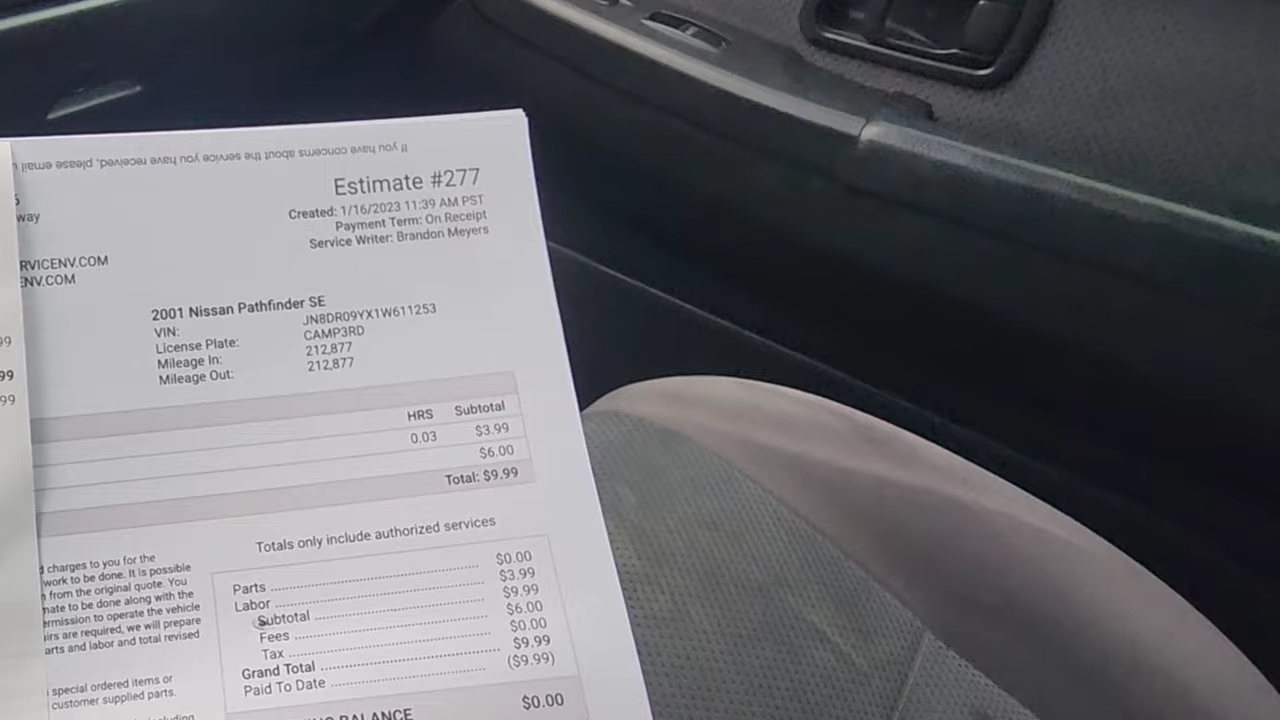 If you have concerns about the service you have received, please email
way
RVICENV.COM
ENV.COM
Estimate #277
Created: 1/16/2023 11:39 AM PST
Payment Term: On Receipt
Service Writer: Brandon Meyers
2001 Nissan Pathfinder SE
VIN: JN8DR09YX1W611253
License Plate: CAMP3RD
Mileage In: 212,877
Mileage Out: 212,877
99
99
99
HRS Subtotal
0.03 $3.99
$6.00
Total: $9.99
Totals only include authorized services
charges to you for the
work to be done. It is possible
from the original quote. You
mate to be done along with the
ermission to operate the vehicle
irs are required, we will prepare
arts and labor and total revised
special ordered items or
customer supplied parts.
including
Parts $0.00
Labor $3.99
Subtotal $9.99
Fees $6.00
Tax $0.00
Grand Total $9.99
Paid To Date ($9.99)
BALANCE $0.00